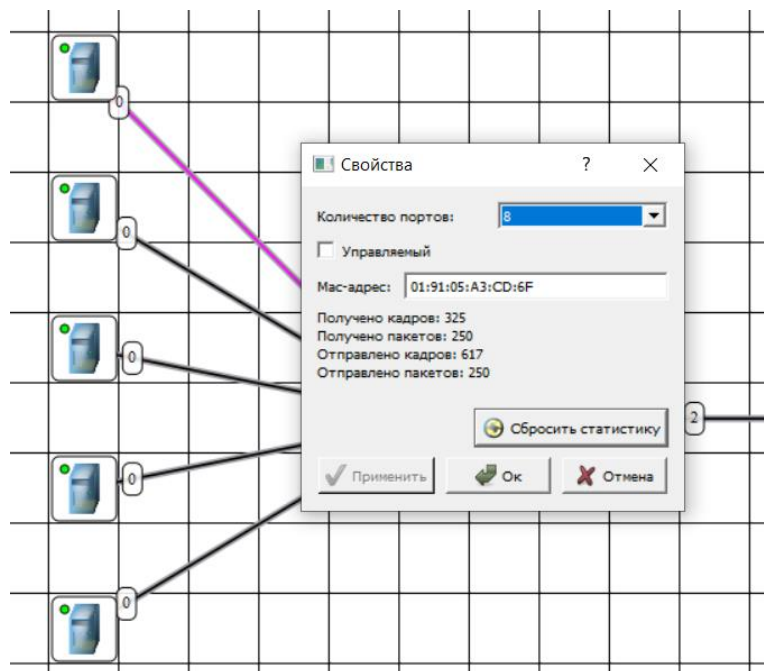 0
Свойства
?
Количество портов:
8
0
Управляемый
Mac-адрес:
01:91:05:A3:CD:6F
Получено кадров: 325
Получено пакетов: 250
0
Отправлено кадров: 617
Отправлено пакетов: 250
2
Сбросить статистику
0
Применить
Ок
Отмена
0